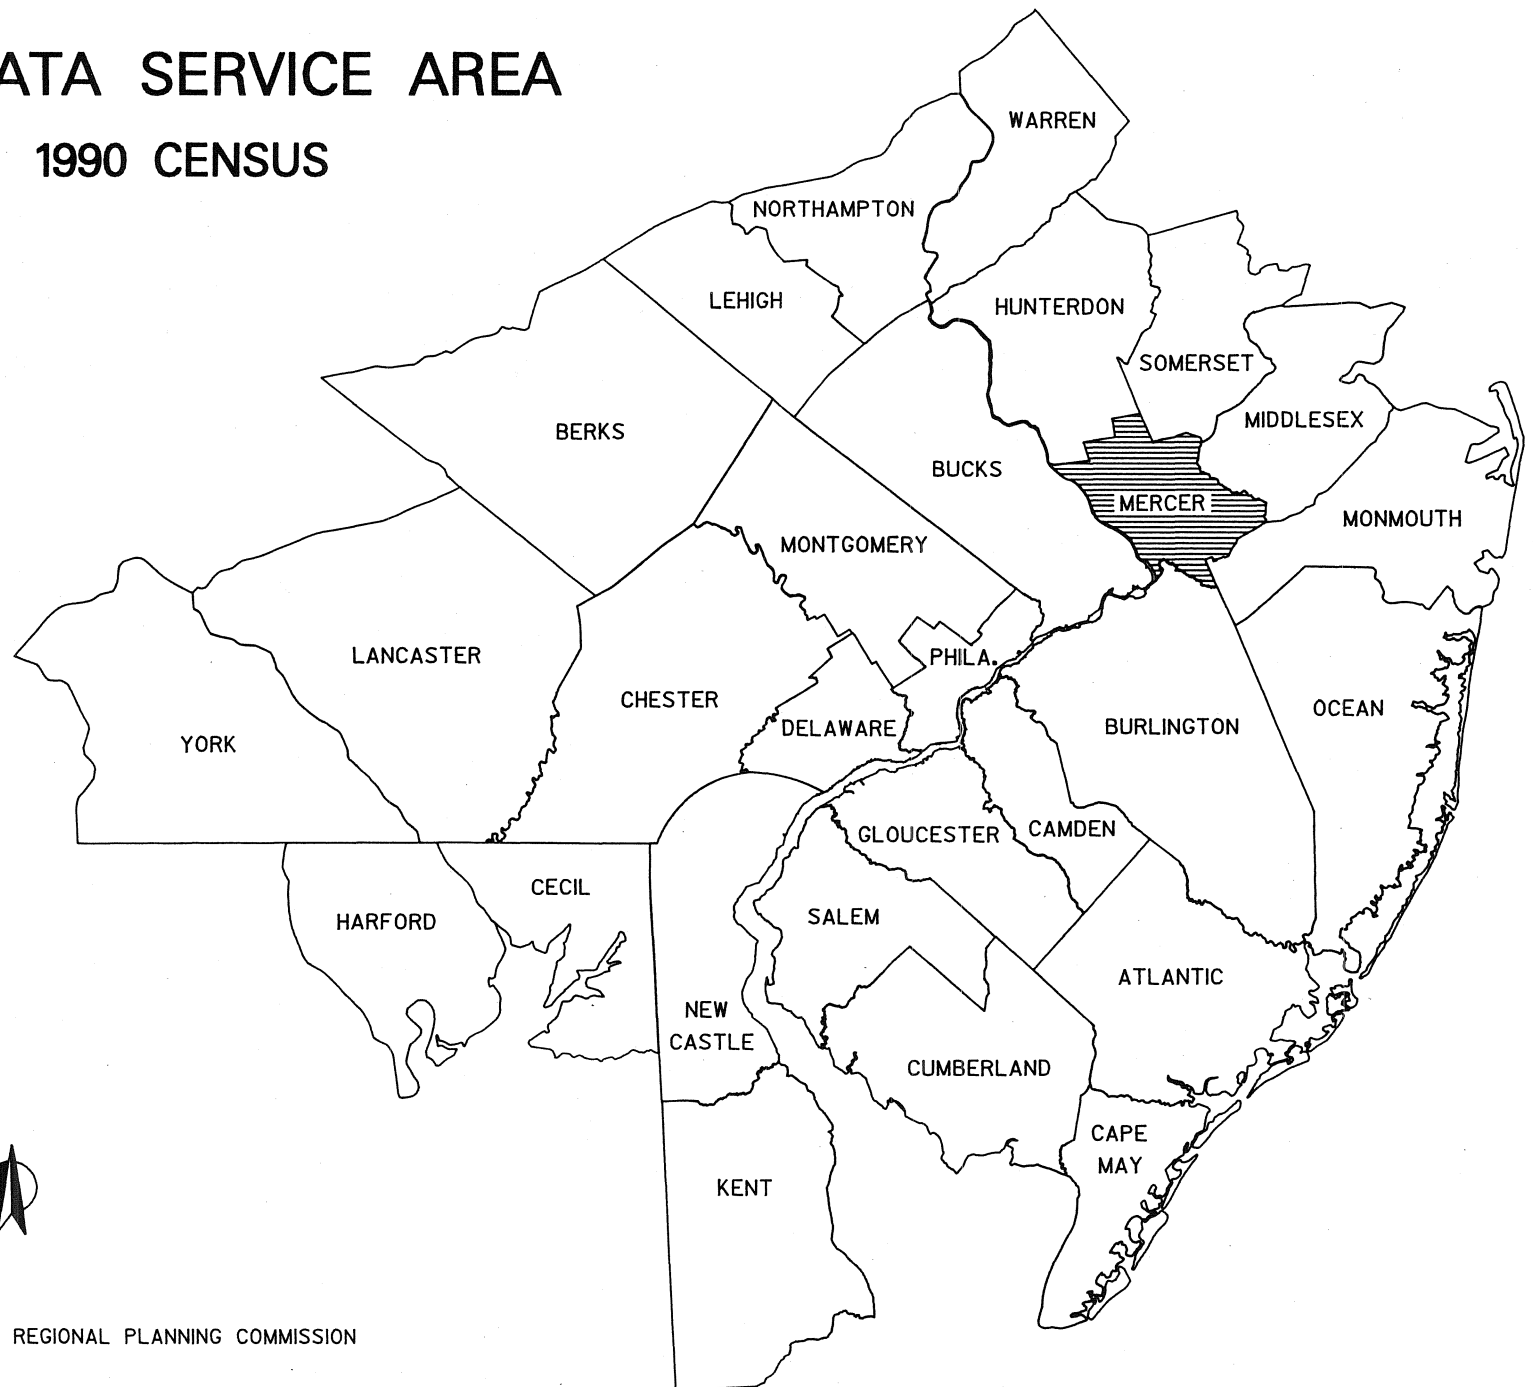 ATA SERVICE AREA
1990 CENSUS
WARREN
NORTHAMPTON
LEHIGH
HUNTERDON
SOMERSET
MIDDLESEX
BERKS
BUCKS
MERCER
MONMOUTH
MONTGOMERY
LANCASTER
PHILA.
CHESTER
DELAWARE
BURLINGTON
OCEAN
YORK
GLOUCESTER
CAMDEN
CECIL
HARFORD
SALEM
ATLANTIC
NEW
CASTLE
CUMBERLAND
CAPE
MAY
KENT
REGIONAL PLANNING COMMISSION